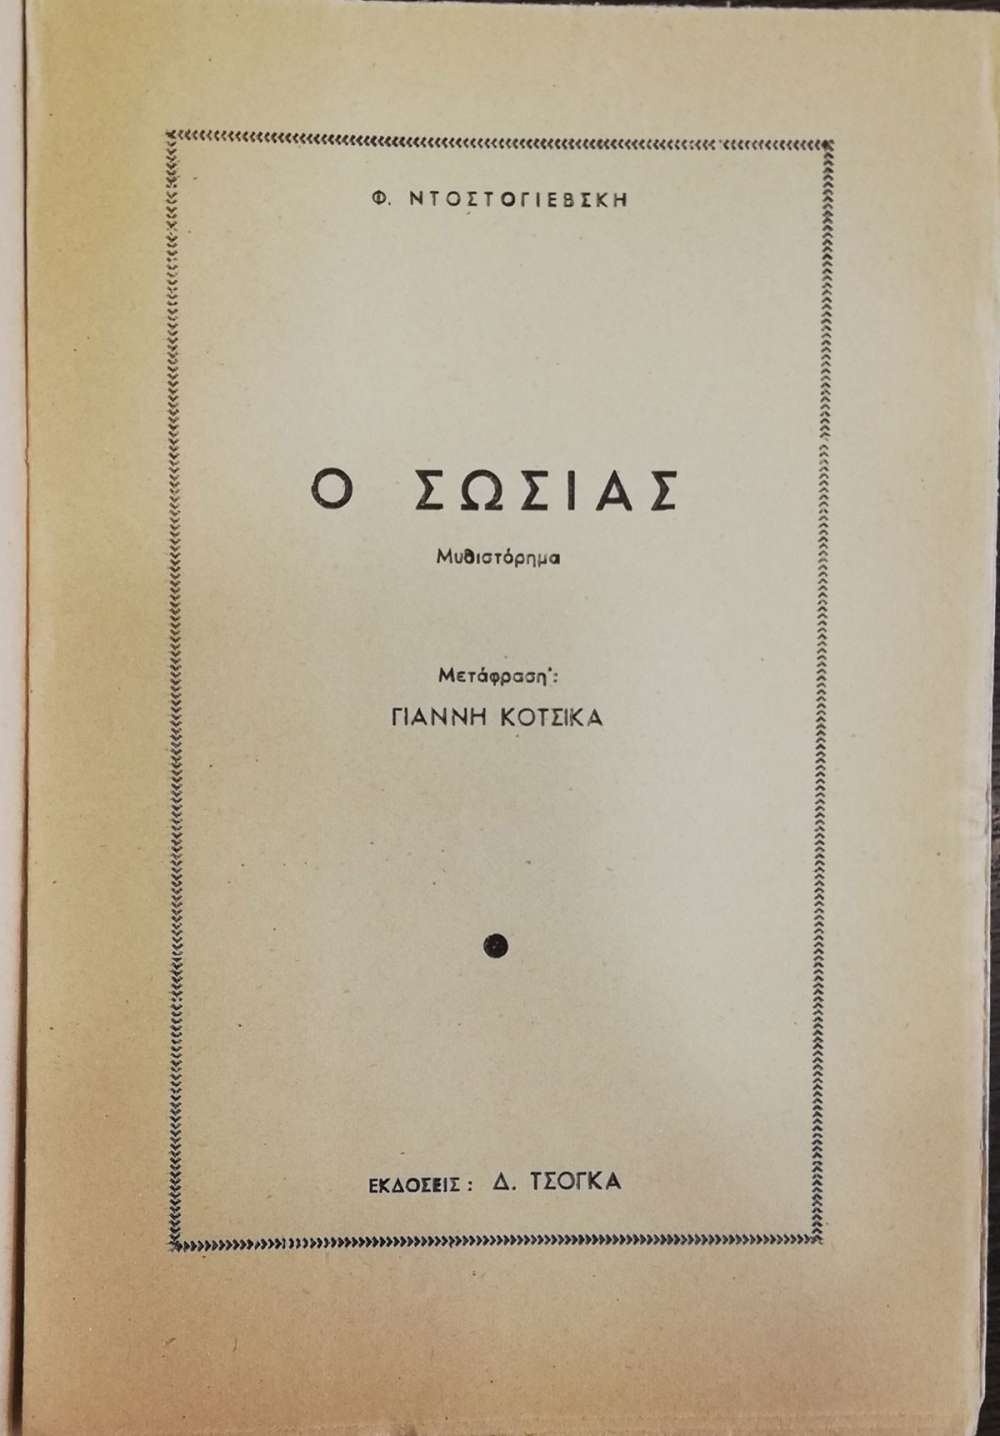 Φ. ΝΤΟΣΤΟΓΙΕΒΣΚΗ
Ο ΣΩΣΙΑΣ
Μυθιστόρημα
Μετάφραση :
ΓΙΑΝΝΗ ΚΟΤΣΙΚΑ
ΕΚΔΟΣΕΙΣ : Δ. ΤΣΟΓΚΑ